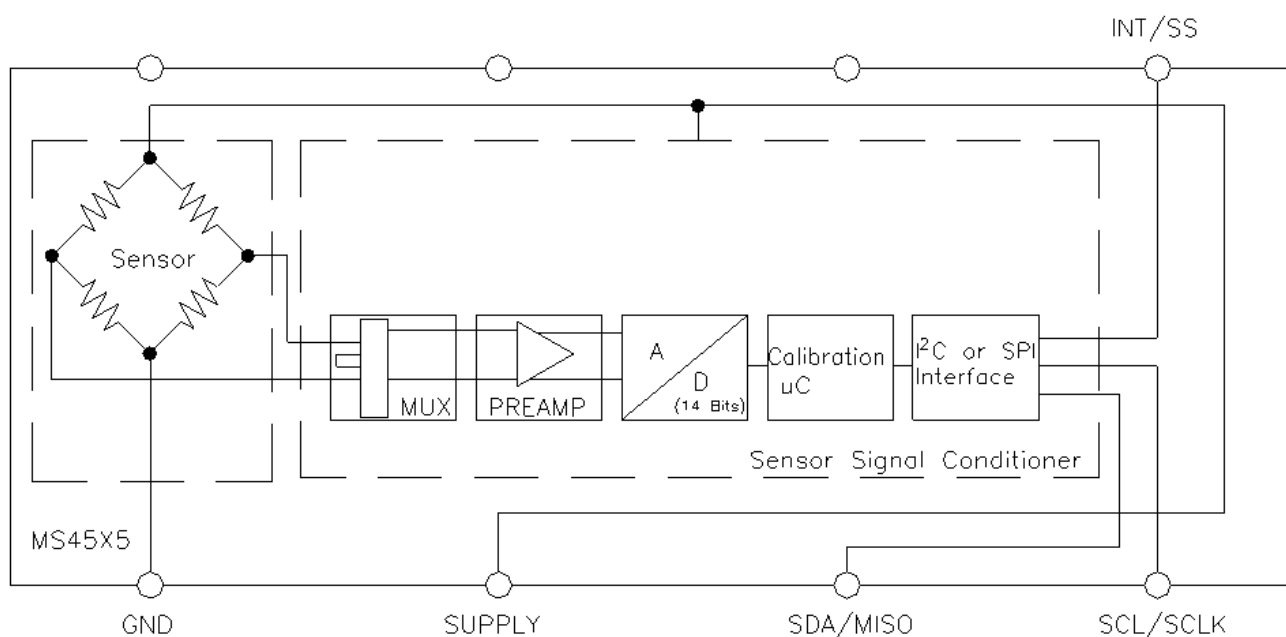 INT/SS
Sensor
MUX
PREAMP
A
D
(14 Bits)
Calibration
uC
I²C or SPI
Interface
Sensor Signal Conditioner
MS45X5
GND
SUPPLY
SDA/MISO
SCL/SCLK